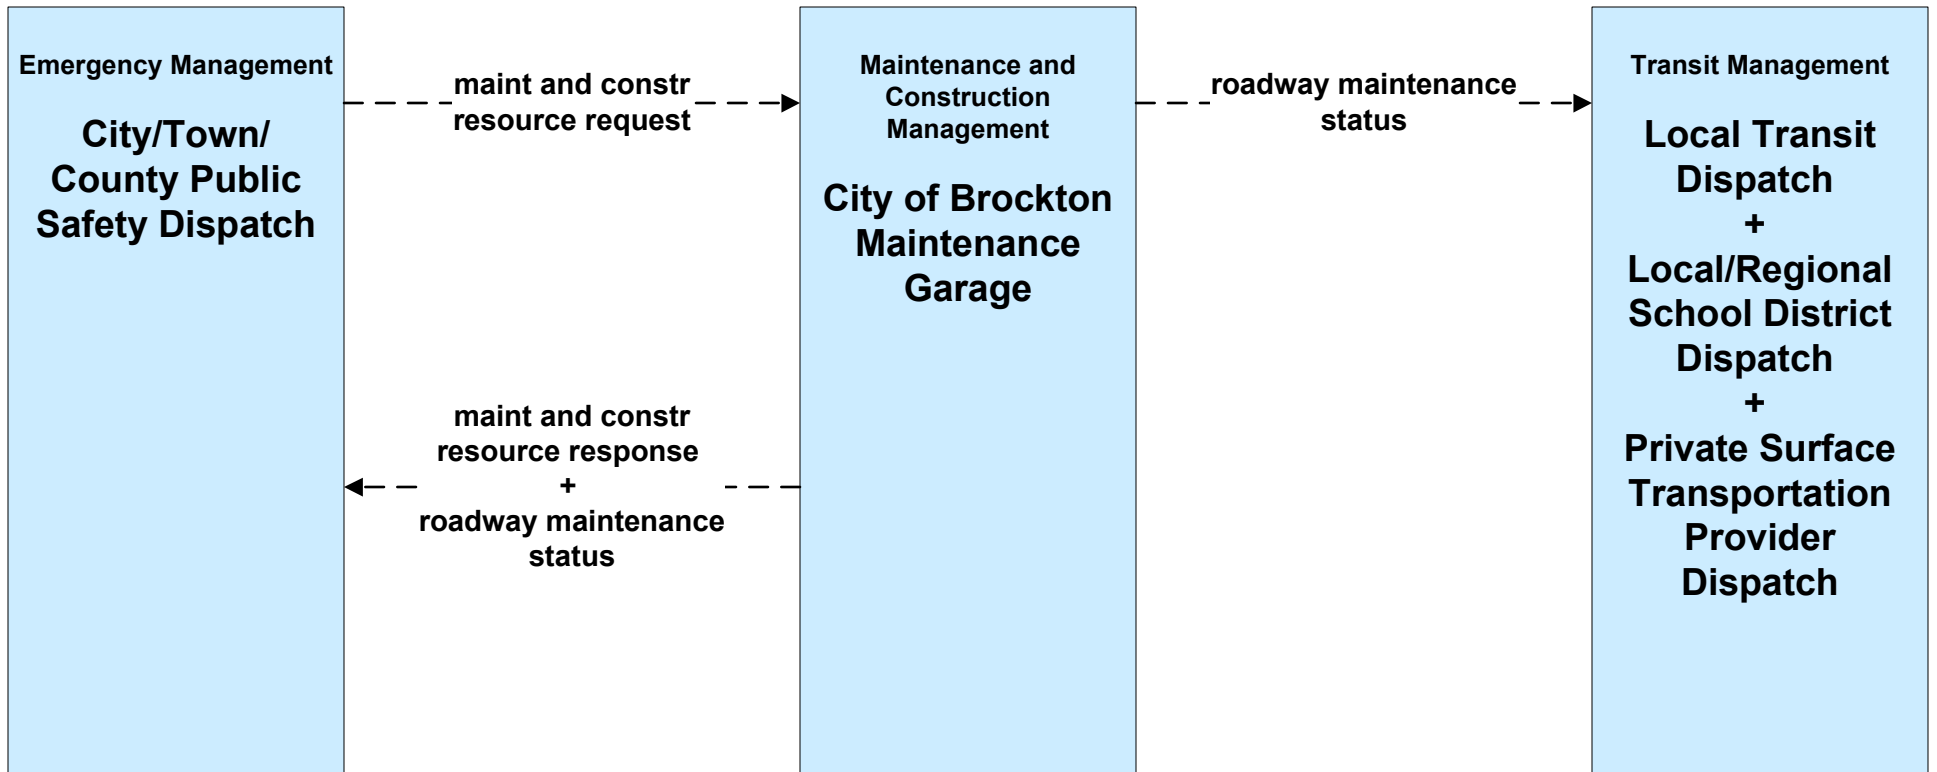 Emergency Management
City/Town/
County Public
Safety Dispatch
maint and constr
resource request
maint and constr
resource response
+
roadway maintenance
status
Maintenance and
Construction
Management
City of Brockton
Maintenance
Garage
roadway maintenance
status
Transit Management
Local Transit
Dispatch
+
Local/Regional
School District
Dispatch
+
Private Surface
Transportation
Provider
Dispatch